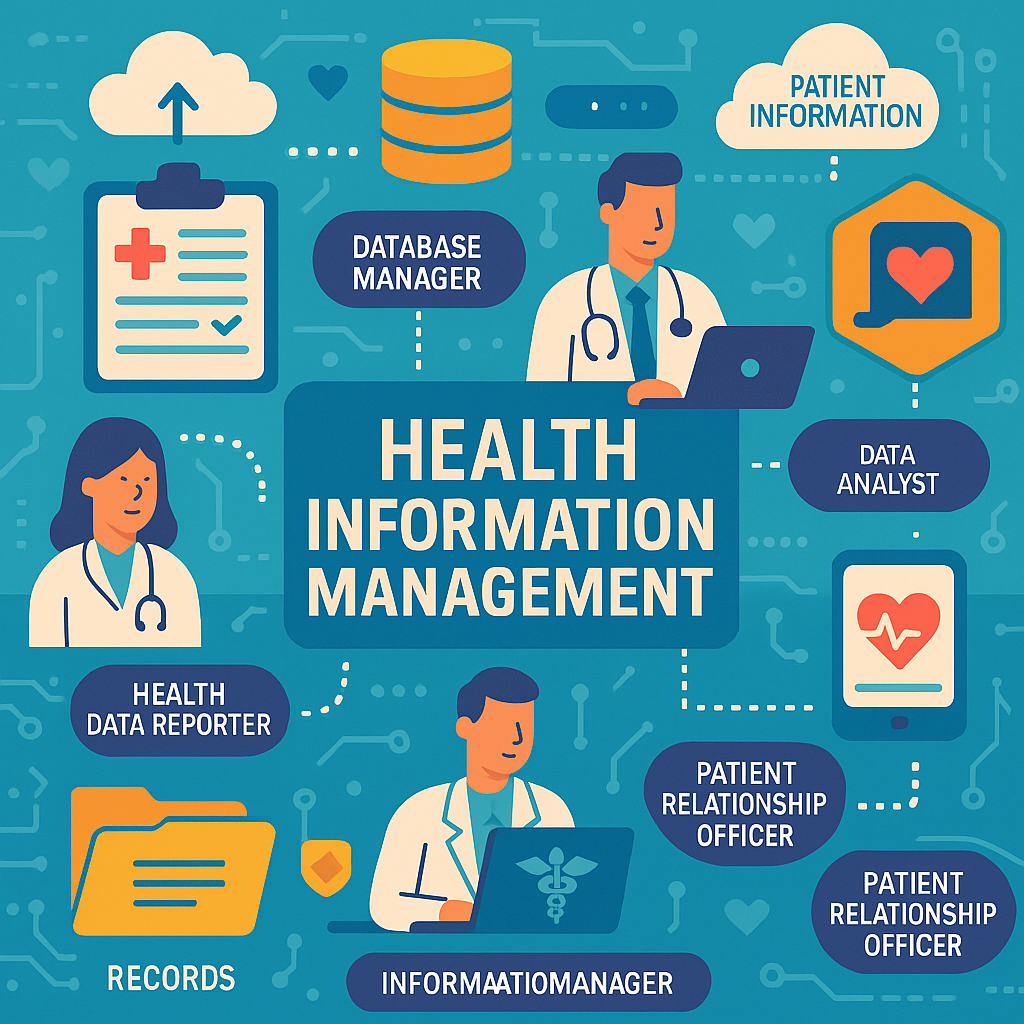 PATIENT
INFORMATION
DATABASE
MANAGER
HEALTH
INFORMATION
MANAGEMENT
DATA
ANALYST
HEALTH
DATA REPORTER
PATIENT
RELATIONSHIP
OFFICER
PATIENT
RELATIONSHIP
OFFICER
RECORDS
INFORMAATIOMANAGER